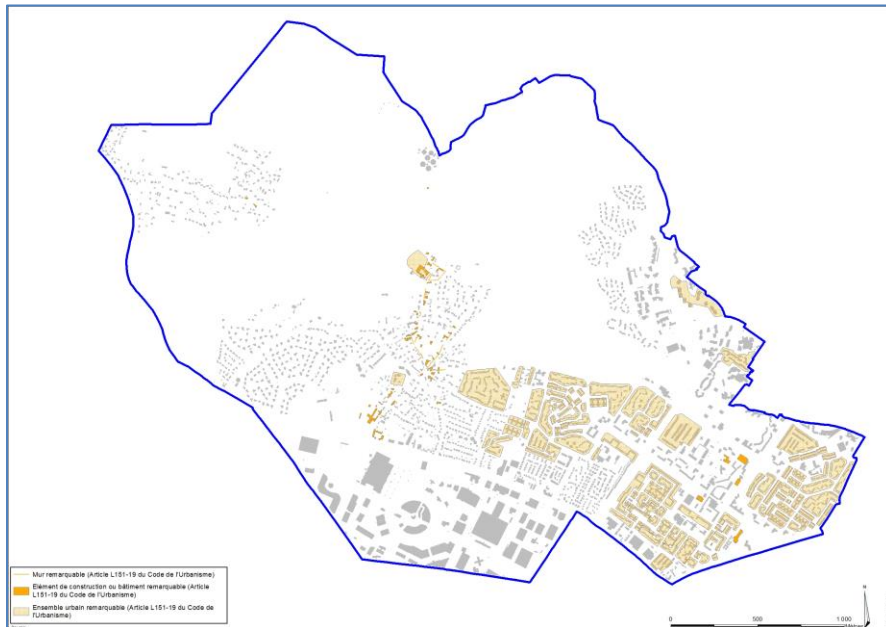 Mur remarquable (Article L151-19 du Code de l'Urbanisme)
Elément de construction ou bâtiment remarquable (Article
L151-19 du Code de l'Urbanisme)
Ensemble urbain remarquable (Article L151-19 du Code de
l'Urbanisme)
N
0 500 1 000
Mètres